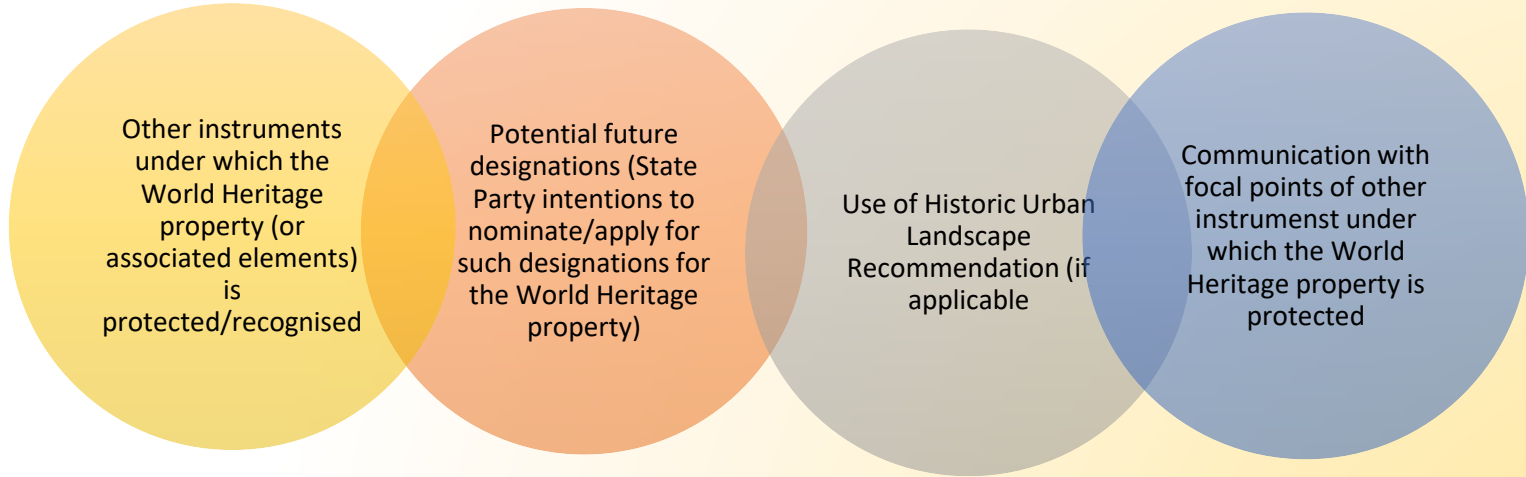 Other instruments
under which the
World Heritage
property (or
associated elements)
is
protected/recognised
Potential future
designations (State
Party intentions to
nominate/apply for
such designations for
the World Heritage
property)
Use of Historic Urban
Landscape
Recommendation (if
applicable
Communication with
focal points of other
instrumenst under
which the World
Heritage property is
protected